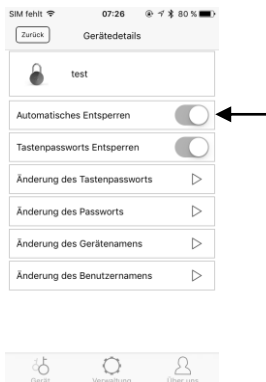 SIM fehlt 07:26 80 %
Zurück Gerätedetails
test
Automatisches Entsperren
Tastenpassworts Entsperren
Änderung des Tastenpassworts
Änderung des Passworts
Änderung des Gerätenamens
Änderung des Benutzernamens
Gerät Verwaltung Über uns